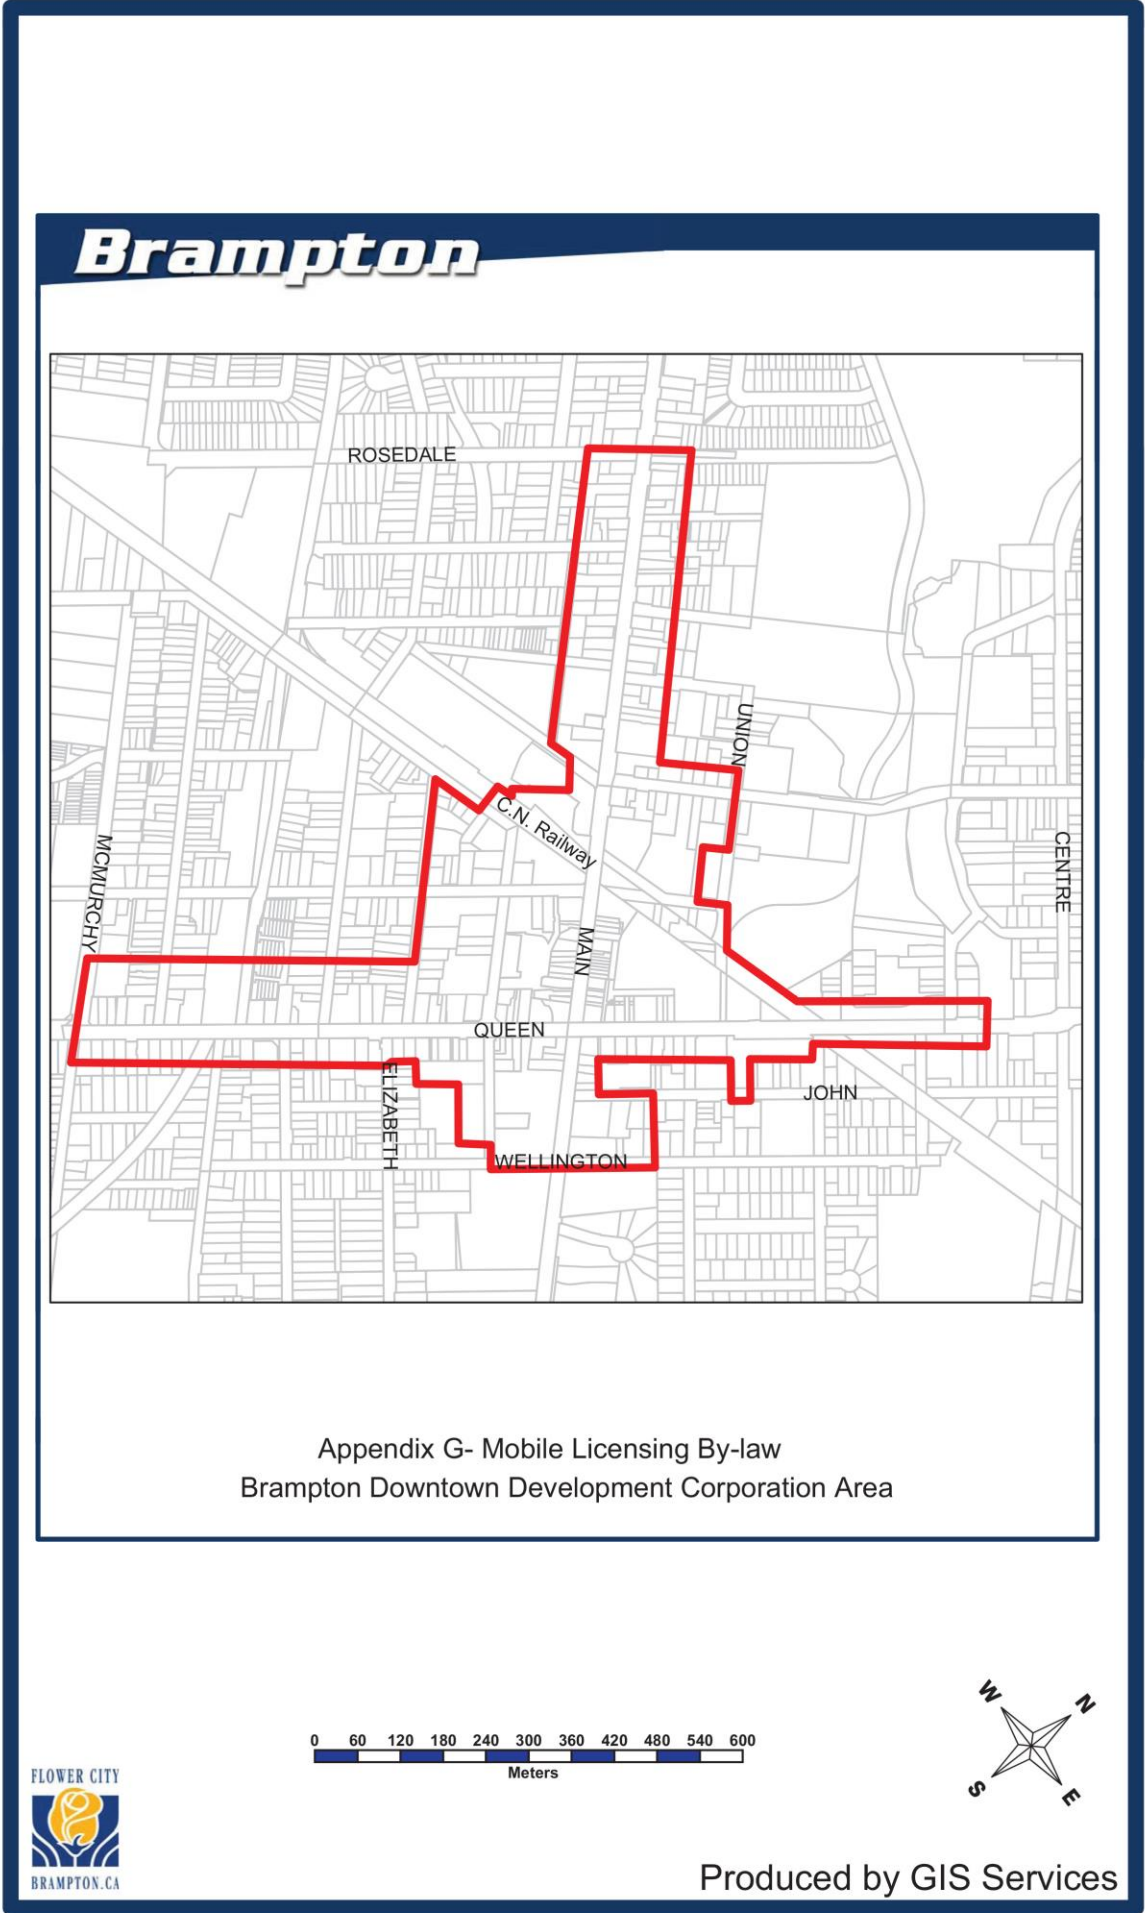 Brampton
ROSEDALE
UNION
C.N. Railway
MCMURCHY
CENTRE
MAIN
QUEEN
ELIZABETH
JOHN
WELLINGTON
Appendix G- Mobile Licensing By-law
Brampton Downtown Development Corporation Area
W N
S E
0 60 120 180 240 300 360 420 480 540 600
Meters
FLOWER CITY
BRAMPTON.CA
Produced by GIS Services